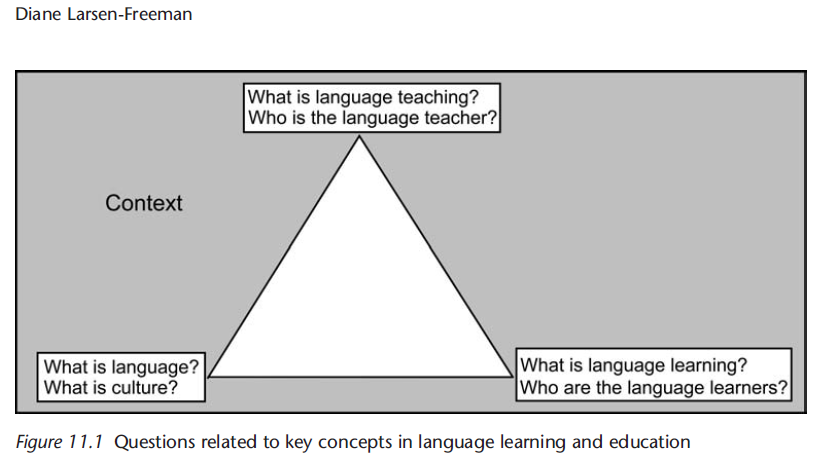 Diane Larsen-Freeman
What is language teaching?
Who is the language teacher?
Context
What is language?
What is culture?
What is language learning?
Who are the language learners?
Figure 11.1 Questions related to key concepts in language learning and education